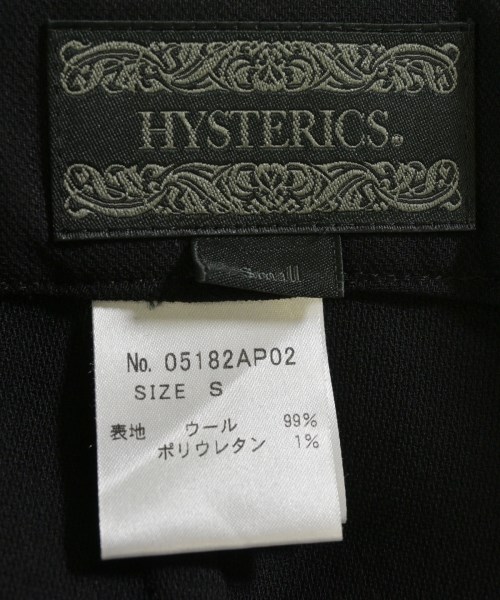 HYSTERICS®
Small
No. 05182AP02
SIZE S
表地 ウール 99%
ポリウレタン 1%